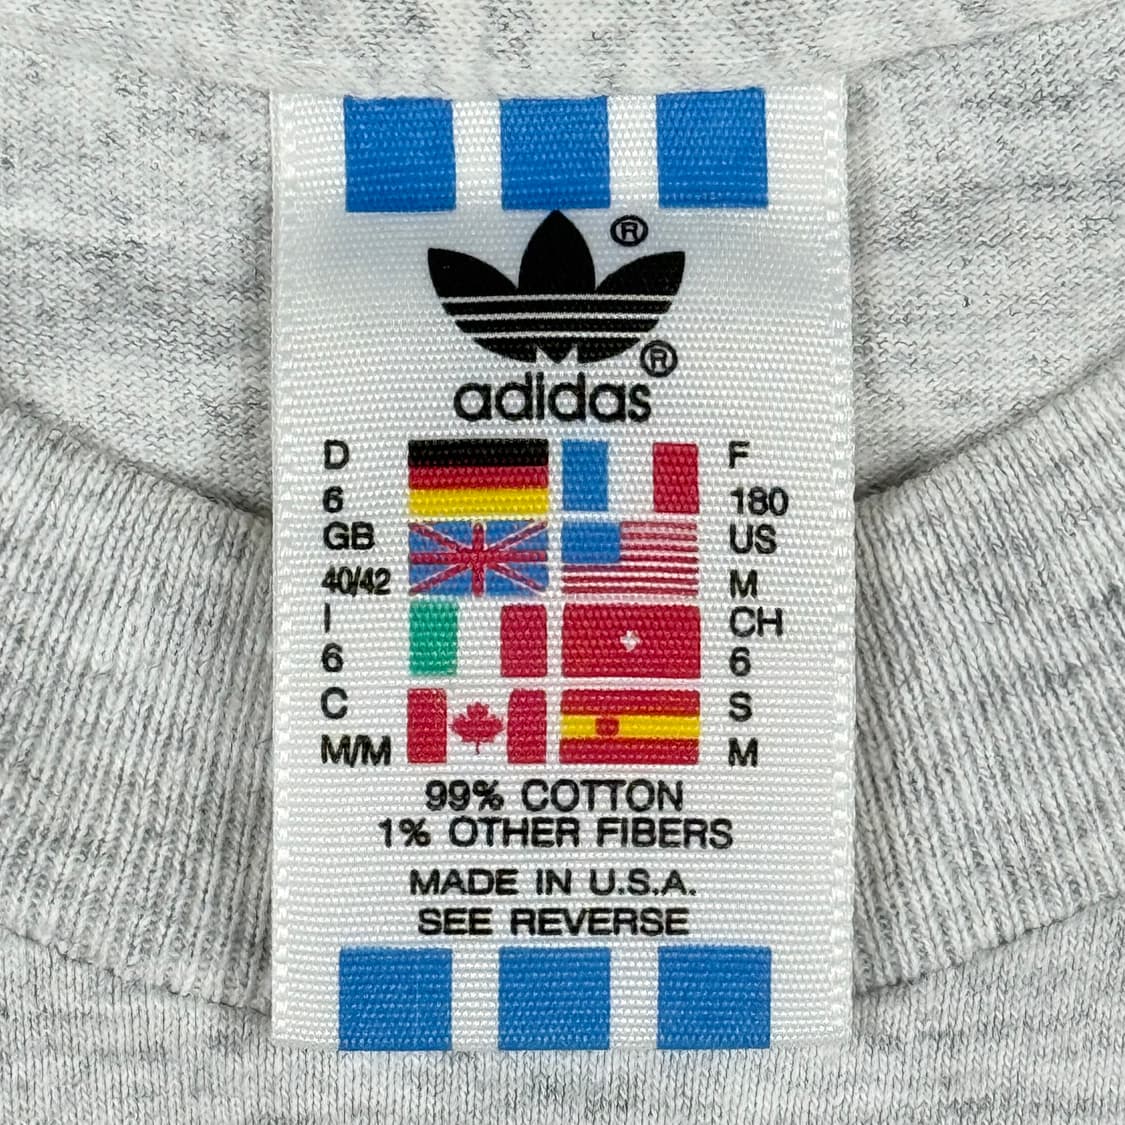 ®
®
adidas
D F
6 180
GB US
40/42 M
I CH
6 6
C S
M/M M
99% COTTON
1% OTHER FIBERS
MADE IN U.S.A.
SEE REVERSE